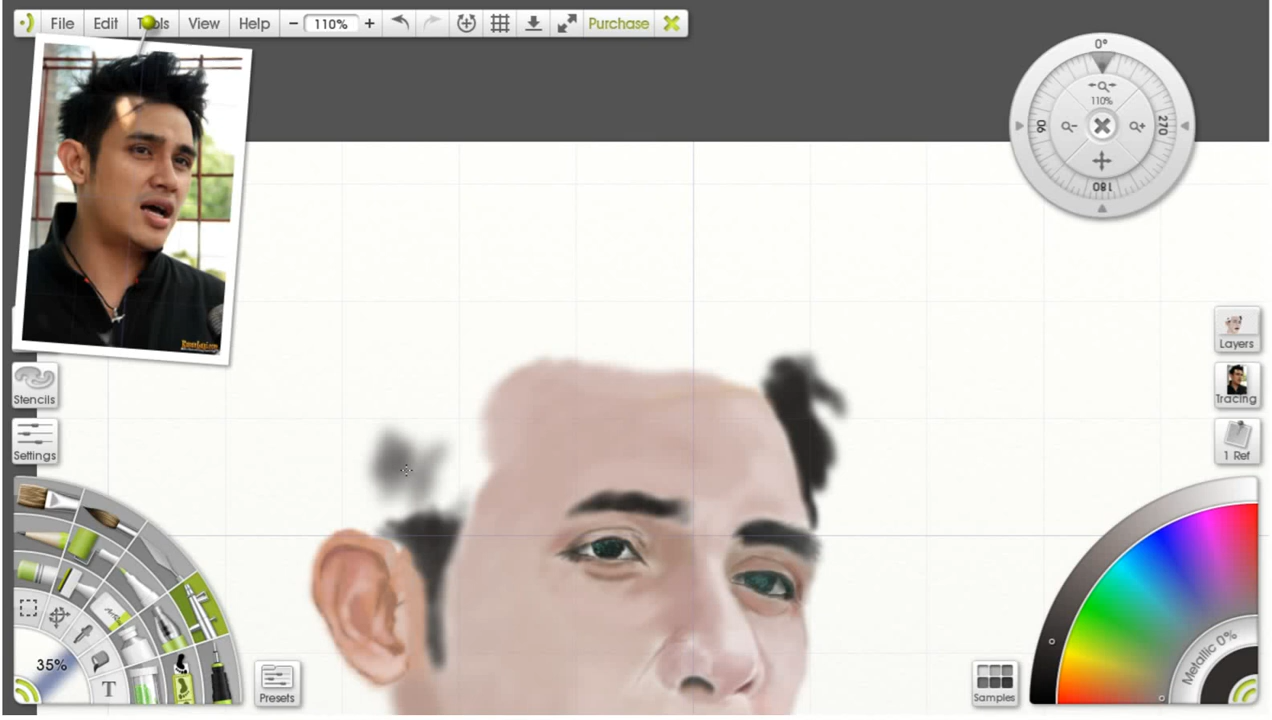 File Edit Tools View Help − 110% + Purchase
0°
110%
90
270
180
Layers
Stencils
Tracing
Settings
1 Ref
Metallic 0%
35%
T
Presets
Samples